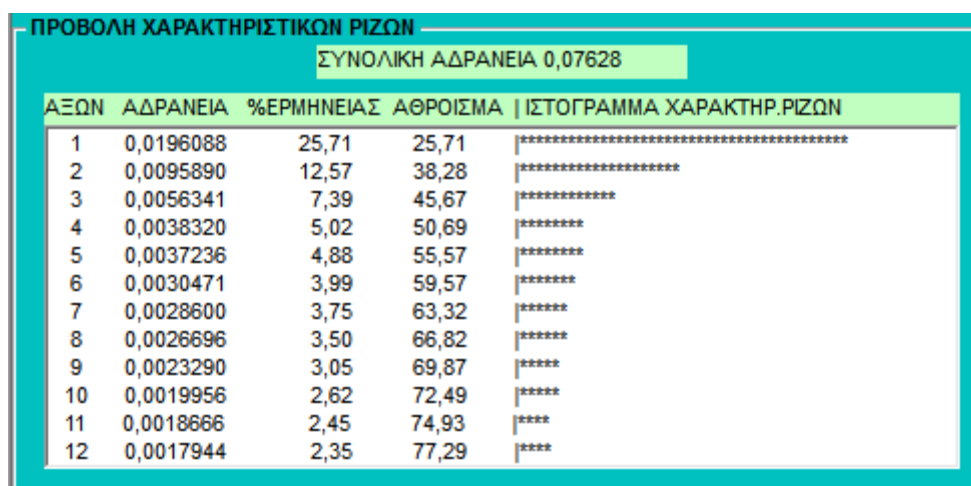 ΠΡΟΒΟΛΗ ΧΑΡΑΚΤΗΡΙΣΤΙΚΩΝ ΡΙΖΩΝ
ΣΥΝΟΛΙΚΗ ΑΔΡΑΝΕΙΑ 0,07628
ΑΞΩΝ ΑΔΡΑΝΕΙΑ %ΕΡΜΗΝΕΙΑΣ ΑΘΡΟΙΣΜΑ | ΙΣΤΟΓΡΑΜΜΑ ΧΑΡΑΚΤΗΡ.ΡΙΖΩΝ
1 0,0196088 25,71 25,71 |*****************************************
2 0,0095890 12,57 38,28 |********************
3 0,0056341 7,39 45,67 |************
4 0,0038320 5,02 50,69 |********
5 0,0037236 4,88 55,57 |********
6 0,0030471 3,99 59,57 |*******
7 0,0028600 3,75 63,32 |******
8 0,0026696 3,50 66,82 |******
9 0,0023290 3,05 69,87 |*****
10 0,0019956 2,62 72,49 |*****
11 0,0018666 2,45 74,93 |****
12 0,0017944 2,35 77,29 |****